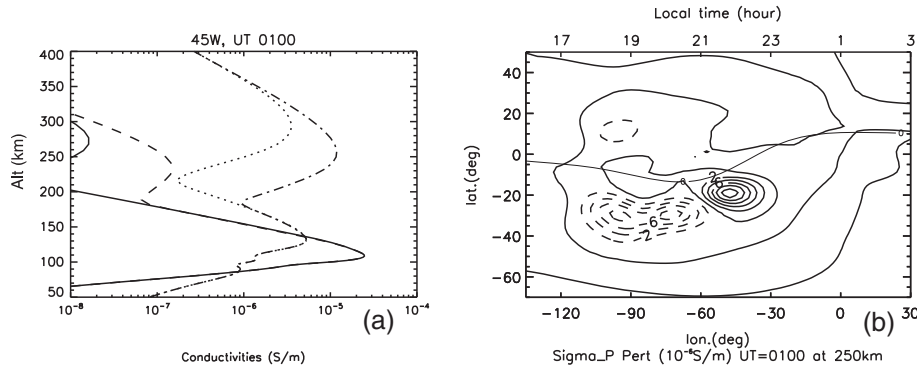 45W, UT 0100
400
350
300
250
200
150
100
50
Alt (km)
10⁻⁸ 10⁻⁷ 10⁻⁶ 10⁻⁵ 10⁻⁴
Conductivities (S/m)
(a)
Local time (hour)
17 19 21 23 1 3
40
20
0
-20
-40
-60
lat.(deg)
2
6
6
2
0
0
-120 -90 -60 -30 0 30
lon.(deg)
(b)
Sigma_P Pert (10⁻⁶S/m) UT=0100 at 250km